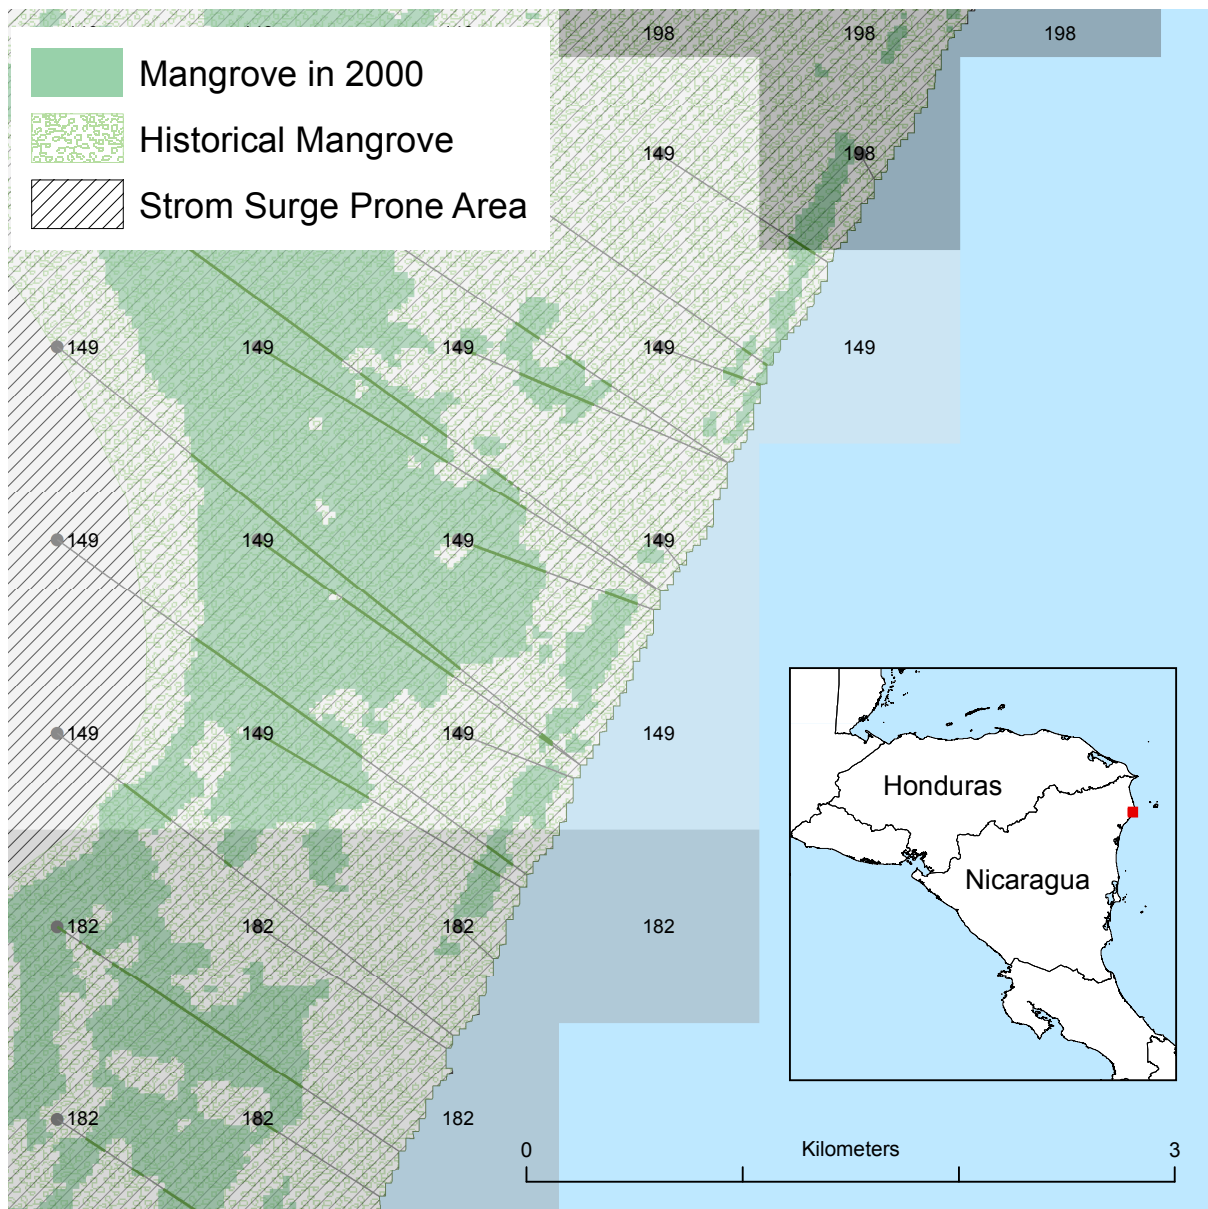 198 198 198
Mangrove in 2000
Historical Mangrove
149 198
Strom Surge Prone Area
149 149 149 149 149
149 149 149 149
149 149 149 149
Honduras
Nicaragua
182 182 182 182
182 182 182
0 Kilometers 3